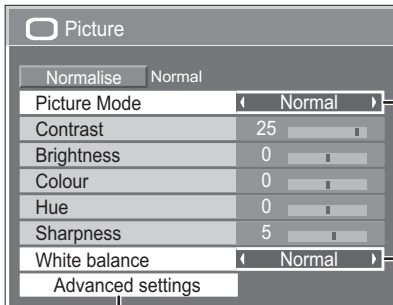 Picture
Normalise Normal
Picture Mode Normal
Contrast 25
Brightness 0
Colour 0
Hue 0
Sharpness 5
White balance Normal
Advanced settings